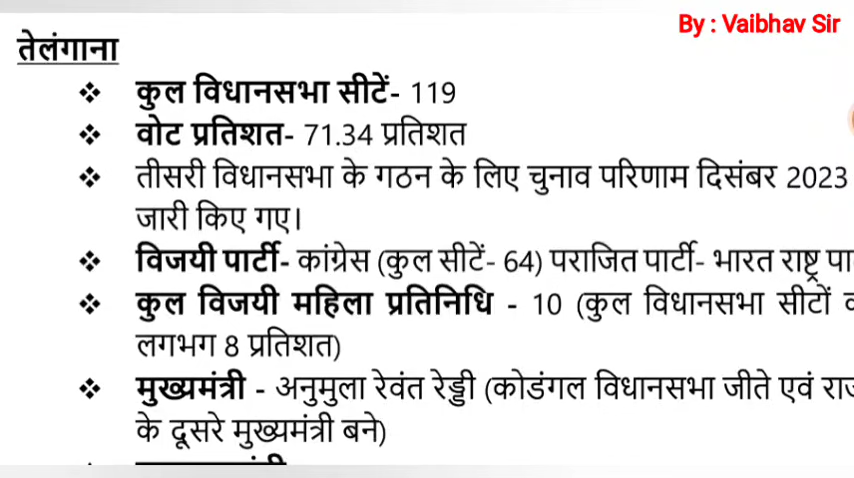 By : Vaibhav Sir
तेलंगाना
❖ कुल विधानसभा सीटें- 119
❖ वोट प्रतिशत- 71.34 प्रतिशत
❖ तीसरी विधानसभा के गठन के लिए चुनाव परिणाम दिसंबर 2023
जारी किए गए।
❖ विजयी पार्टी- कांग्रेस (कुल सीटें- 64) पराजित पार्टी- भारत राष्ट्र पा
❖ कुल विजयी महिला प्रतिनिधि - 10 (कुल विधानसभा सीटों
लगभग 8 प्रतिशत)
❖ मुख्यमंत्री - अनुमुला रेवंत रेड्डी (कोडंगल विधानसभा जीते एवं
के दूसरे मुख्यमंत्री बने)